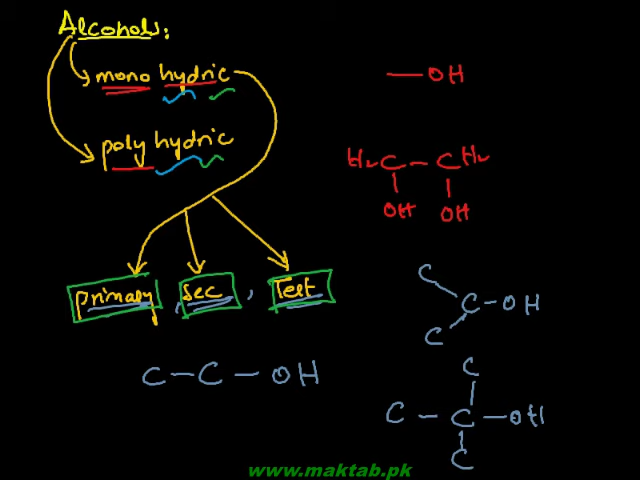 Alcohols:
mono hydric
—OH
poly hydric
H₂C – CH₂
OH OH
primary, Sec, Tert
C
C – OH
C
C – C – OH
C
C – C – OH
C
www.maktab.pk